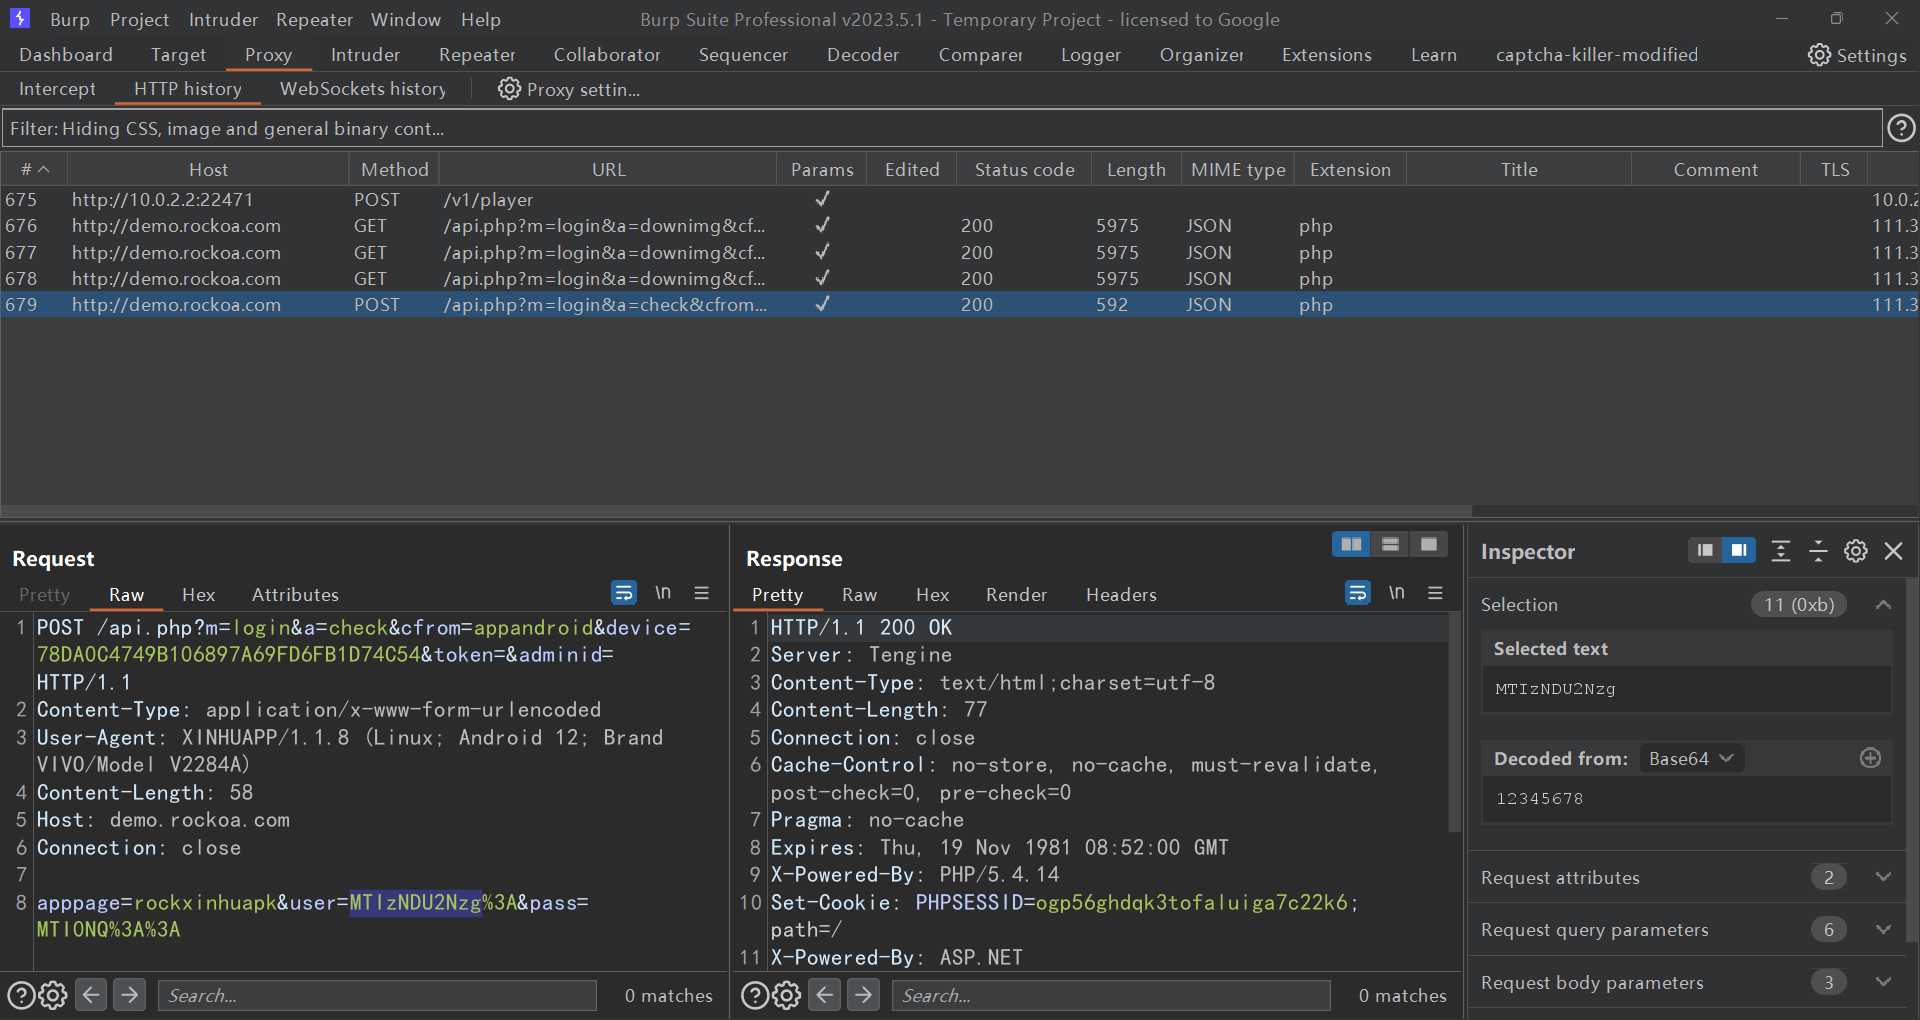 Burp Project Intruder Repeater Window Help Burp Suite Professional v2023.5.1 - Temporary Project - licensed to Google
Dashboard Target Proxy Intruder Repeater Collaborator Sequencer Decoder Comparer Logger Organizer Extensions Learn captcha-killer-modified Settings
Intercept HTTP history WebSockets history Proxy settin...
Filter: Hiding CSS, image and general binary cont...
# Host Method URL Params Edited Status code Length MIME type Extension Title Comment TLS
675 http://10.0.2.2:22471 POST /v1/player ✓ 10.0.2
676 http://demo.rockoa.com GET /api.php?m=login&a=downimg&cf... ✓ 200 5975 JSON php 111.3
677 http://demo.rockoa.com GET /api.php?m=login&a=downimg&cf... ✓ 200 5975 JSON php 111.3
678 http://demo.rockoa.com GET /api.php?m=login&a=downimg&cf... ✓ 200 5975 JSON php 111.3
679 http://demo.rockoa.com POST /api.php?m=login&a=check&cfrom... ✓ 200 592 JSON php 111.3
Request
Pretty Raw Hex Attributes \n
1 POST /api.php?m=login&a=check&cfrom=appandroid&device=
78DA0C4749B106897A69FD6FB1D74C54&token=&adminid=
HTTP/1.1
2 Content-Type: application/x-www-form-urlencoded
3 User-Agent: XINHUAPP/1.1.8 (Linux; Android 12; Brand
VIVO/Model V2284A)
4 Content-Length: 58
5 Host: demo.rockoa.com
6 Connection: close
7
8 apppage=rockxinhuapk&user=MTIzNDU2Nzg%3A&pass=
MTI0NQ%3A%3A
Search... 0 matches
Response
Pretty Raw Hex Render Headers \n
1 HTTP/1.1 200 OK
2 Server: Tengine
3 Content-Type: text/html;charset=utf-8
4 Content-Length: 77
5 Connection: close
6 Cache-Control: no-store, no-cache, must-revalidate,
post-check=0, pre-check=0
7 Pragma: no-cache
8 Expires: Thu, 19 Nov 1981 08:52:00 GMT
9 X-Powered-By: PHP/5.4.14
10 Set-Cookie: PHPSESSID=ogp56ghdqk3tofaluiga7c22k6;
path=/
11 X-Powered-By: ASP.NET
Search... 0 matches
Inspector
Selection 11 (0xb)
Selected text
MTIzNDU2Nzg
Decoded from: Base64
12345678
Request attributes 2
Request query parameters 6
Request body parameters 3